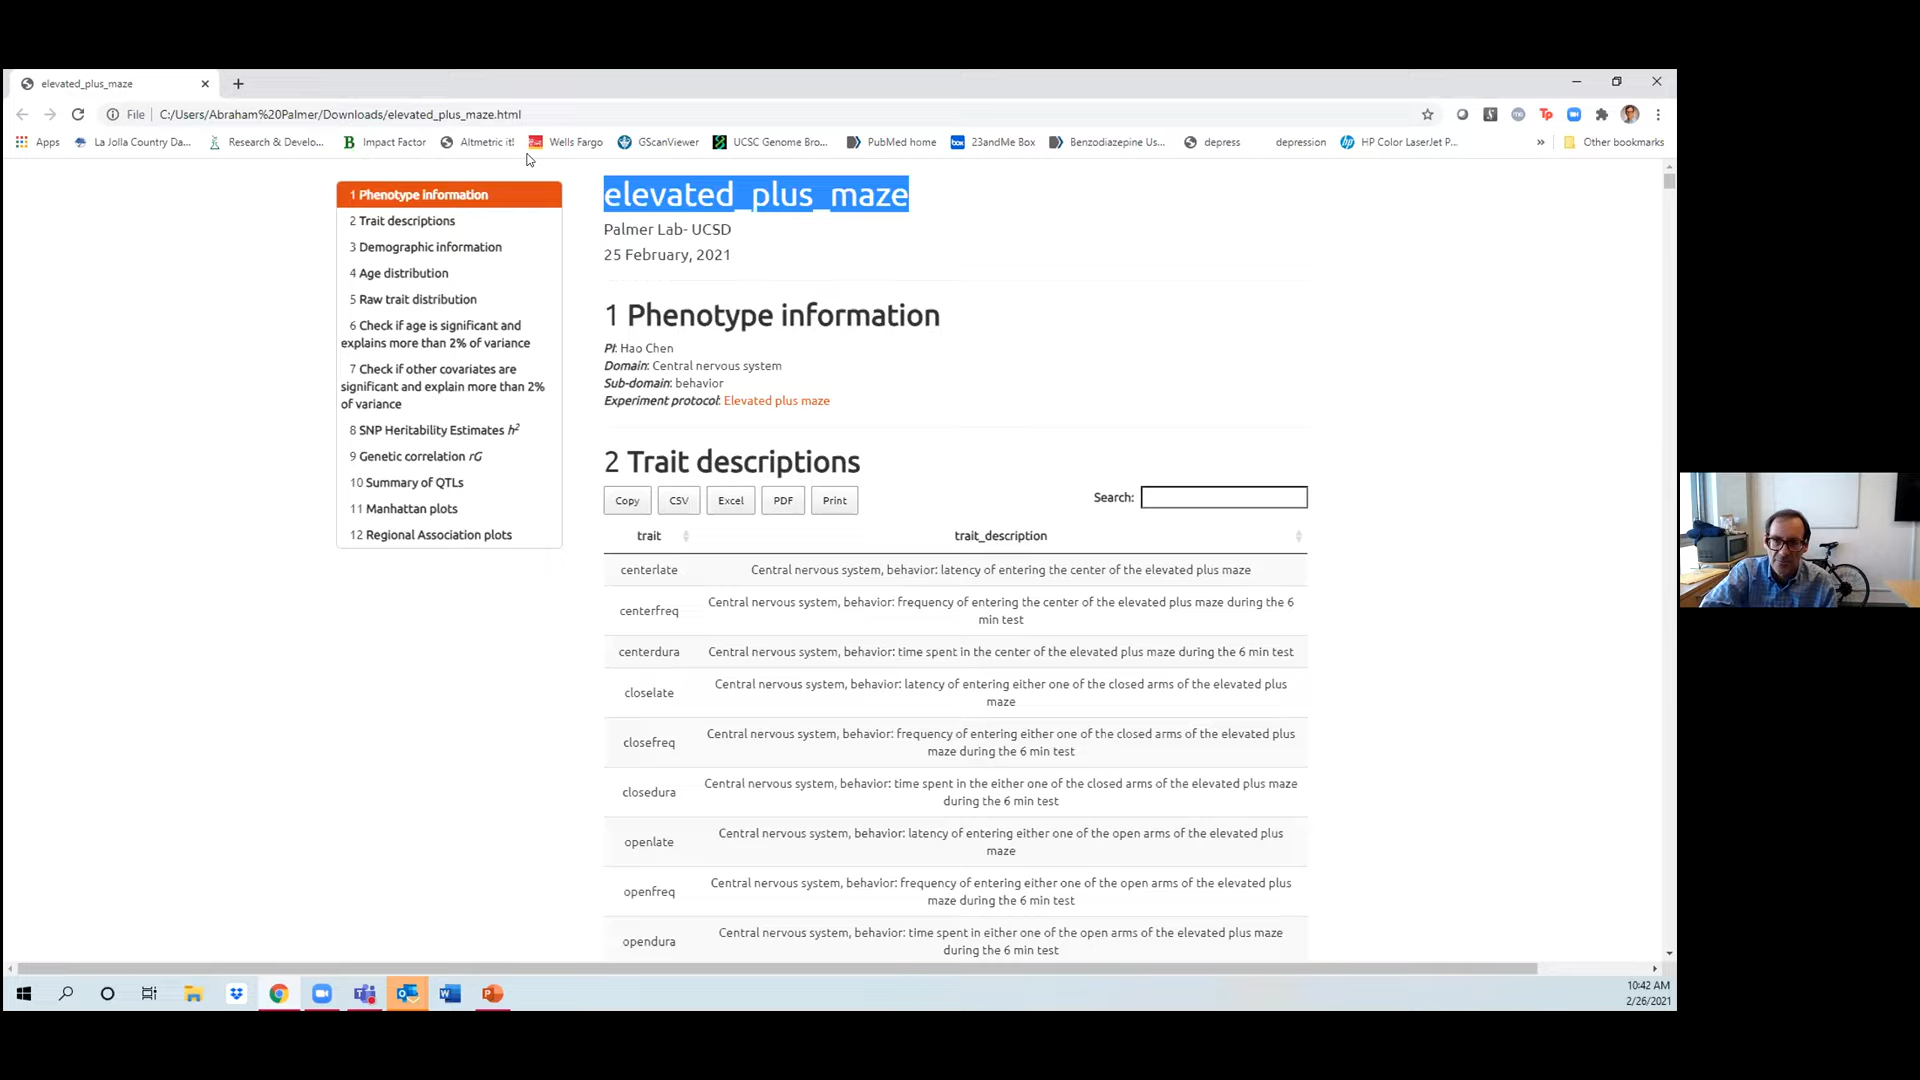 elevated_plus_maze
File
C:/Users/Abraham%20Palmer/Downloads/elevated_plus_maze.html
Apps
La Jolla Country Da...
Research & Develo...
Impact Factor
Altmetric it!
Wells Fargo
GScanViewer
UCSC Genome Bro...
PubMed home
23andMe Box
Benzodiazepine Us...
depress
depression
HP Color LaserJet P...
»
Other bookmarks
1 Phenotype information
2 Trait descriptions
3 Demographic information
4 Age distribution
5 Raw trait distribution
6 Check if age is significant and
explains more than 2% of variance
7 Check if other covariates are
significant and explain more than 2%
of variance
8 SNP Heritability Estimates h²
9 Genetic correlation rG
10 Summary of QTLs
11 Manhattan plots
12 Regional Association plots
elevated_plus_maze
Palmer Lab- UCSD
25 February, 2021
1 Phenotype information
PI: Hao Chen
Domain: Central nervous system
Sub-domain: behavior
Experiment protocol: Elevated plus maze
2 Trait descriptions
Copy
CSV
Excel
PDF
Print
Search:
trait
trait_description
centerlate
Central nervous system, behavior: latency of entering the center of the elevated plus maze
centerfreq
Central nervous system, behavior: frequency of entering the center of the elevated plus maze during the 6
min test
centerdura
Central nervous system, behavior: time spent in the center of the elevated plus maze during the 6 min test
closelate
Central nervous system, behavior: latency of entering either one of the closed arms of the elevated plus
maze
closefreq
Central nervous system, behavior: frequency of entering either one of the closed arms of the elevated plus
maze during the 6 min test
closedura
Central nervous system, behavior: time spent in the either one of the closed arms of the elevated plus maze
during the 6 min test
openlate
Central nervous system, behavior: latency of entering either one of the open arms of the elevated plus
maze
openfreq
Central nervous system, behavior: frequency of entering either one of the open arms of the elevated plus
maze during the 6 min test
opendura
Central nervous system, behavior: time spent in either one of the open arms of the elevated plus maze
during the 6 min test
10:42 AM
2/26/2021